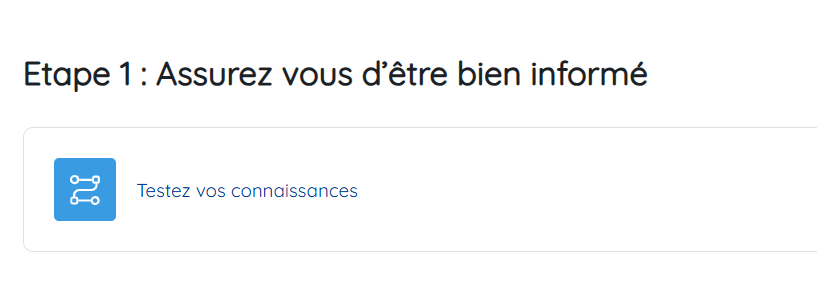 Etape 1 : Assurez vous d’être bien informé
Testez vos connaissances